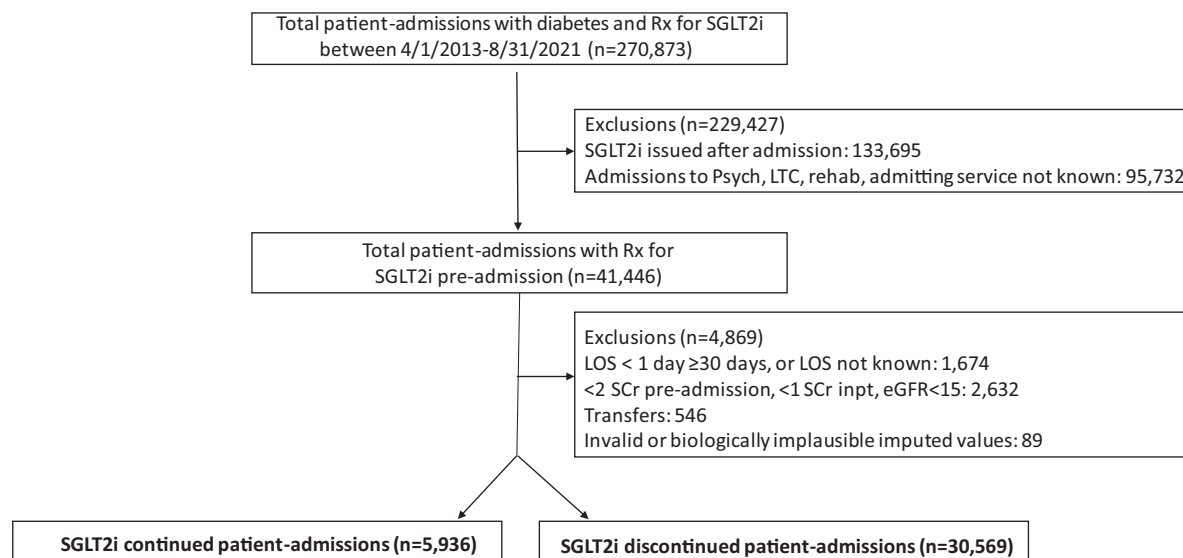 Total patient-admissions with diabetes and Rx for SGLT2i
between 4/1/2013-8/31/2021 (n=270,873)
Exclusions (n=229,427)
SGLT2i issued after admission: 133,695
Admissions to Psych, LTC, rehab, admitting service not known: 95,732
Total patient-admissions with Rx for
SGLT2i pre-admission (n=41,446)
Exclusions (n=4,869)
LOS < 1 day ≥30 days, or LOS not known: 1,674
<2 SCr pre-admission, <1 SCr inpt, eGFR<15: 2,632
Transfers: 546
Invalid or biologically implausible imputed values: 89
SGLT2i continued patient-admissions (n=5,936)
SGLT2i discontinued patient-admissions (n=30,569)